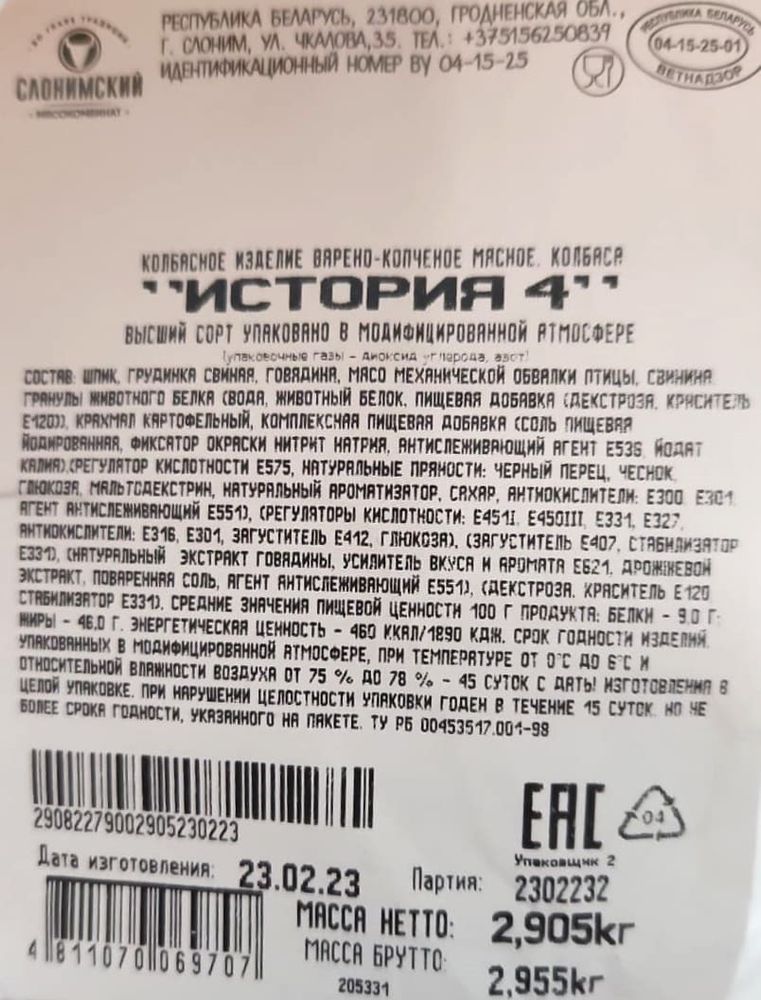 ПО ТВАИМ ТРАДИЦИЯМ
СЛОНИМСКИЙ
- МЯСОКОМБИНАТ -
РЕСПУБЛИКА БЕЛАРУСЬ, 231800, ГРОДНЕНСКАЯ ОБЛ.,
Г. СЛОНИМ, УЛ. ЧКАЛОВА,35. ТЕЛ.: +375156250839
ИДЕНТИФИКАЦИОННЫЙ НОМЕР BY 04-15-25
РЕСПУБЛИКА БЕЛАРУСЬ
04-15-25-01
ВЕТНАДЗОР
КОЛБАСНОЕ ИЗДЕЛИЕ ВАРЕНО-КОПЧЕНОЕ МЯСНОЕ. КОЛБАСА
"ИСТОРИЯ 4"
ВЫСШИЙ СОРТ УПАКОВАНО В МОДИФИЦИРОВАННОЙ АТМОСФЕРЕ
(упаковочные газы - диоксид углерода, азот)
СОСТАВ: ШПИК, ГРУДИНКА СВИНАЯ, ГОВЯДИНА, МЯСО МЕХАНИЧЕСКОЙ ОБВАЛКИ ПТИЦЫ, СВИНИНА
ГРАНУЛЫ ЖИВОТНОГО БЕЛКА (ВОДА, ЖИВОТНЫЙ БЕЛОК, ПИЩЕВАЯ ДОБАВКА (ДЕКСТРОЗА, КРАСИТЕЛЬ
Е120)), КРАХМАЛ КАРТОФЕЛЬНЫЙ, КОМПЛЕКСНАЯ ПИЩЕВАЯ ДОБАВКА (СОЛЬ ПИЩЕВАЯ
ЙОДИРОВАННАЯ, ФИКСАТОР ОКРАСКИ НИТРИТ НАТРИЯ, АНТИСЛЕЖИВАЮЩИЙ АГЕНТ Е536, ЙОДАТ
КАЛИЯ),(РЕГУЛЯТОР КИСЛОТНОСТИ Е575, НАТУРАЛЬНЫЕ ПРЯНОСТИ: ЧЕРНЫЙ ПЕРЕЦ, ЧЕСНОК,
ГЛЮКОЗА, МАЛЬТОДЕКСТРИН, НАТУРАЛЬНЫЙ АРОМАТИЗАТОР, САХАР, АНТИОКИСЛИТЕЛИ: Е300, Е301,
АГЕНТ АНТИСЛЕЖИВАЮЩИЙ Е551), (РЕГУЛЯТОРЫ КИСЛОТНОСТИ: Е451I, Е450III, Е331, Е327,
АНТИОКИСЛИТЕЛИ: Е316, Е301, ЗАГУСТИТЕЛЬ Е412, ГЛЮКОЗА), (ЗАГУСТИТЕЛЬ Е407, СТАБИЛИЗАТОР
Е331), (НАТУРАЛЬНЫЙ ЭКСТРАКТ ГОВЯДИНЫ, УСИЛИТЕЛЬ ВКУСА И АРОМАТА Е621, ДРОЖЖЕВОЙ
ЭКСТРАКТ, ПОВАРЕННАЯ СОЛЬ, АГЕНТ АНТИСЛЕЖИВАЮЩИЙ Е551), (ДЕКСТРОЗА, КРАСИТЕЛЬ Е120
СТАБИЛИЗАТОР Е331). СРЕДНИЕ ЗНАЧЕНИЯ ПИЩЕВОЙ ЦЕННОСТИ 100 Г ПРОДУКТА: БЕЛКИ - 9,0 Г;
ЖИРЫ - 46,0 Г. ЭНЕРГЕТИЧЕСКАЯ ЦЕННОСТЬ - 460 ККАЛ/1890 КДЖ. СРОК ГОДНОСТИ ИЗДЕЛИЙ,
УПАКОВАННЫХ В МОДИФИЦИРОВАННОЙ АТМОСФЕРЕ, ПРИ ТЕМПЕРАТУРЕ ОТ 0°С ДО 6°С И
ОТНОСИТЕЛЬНОЙ ВЛАЖНОСТИ ВОЗДУХА ОТ 75 % ДО 78 % - 45 СУТОК С ДАТЫ ИЗГОТОВЛЕНИЯ В
ЦЕЛОЙ УПАКОВКЕ. ПРИ НАРУШЕНИИ ЦЕЛОСТНОСТИ УПАКОВКИ ГОДЕН В ТЕЧЕНИЕ 15 СУТОК, НО НЕ
БОЛЕЕ СРОКА ГОДНОСТИ, УКАЗАННОГО НА ПАКЕТЕ. ТУ РБ 00453517.001-98
29082279002905230223
EAC
04
Упаковщик 2
Дата изготовления: 23.02.23
Партия: 2302232
МАССА НЕТТО: 2,905kг
МАССА БРУТТО: 2,955kг
4 811070 069707
205331